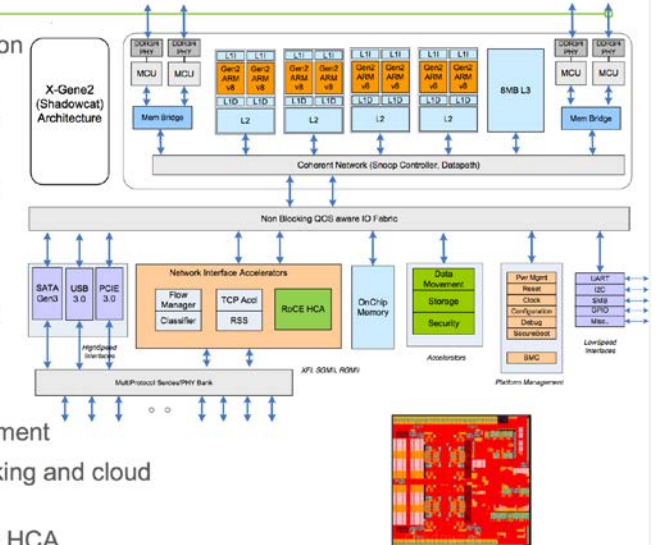 on
X-Gene2
(Shadowcat)
Architecture
DDR3/4
PHY
DDR3/4
PHY
DDR3/4
PHY
DDR3/4
PHY
MCU
MCU
MCU
MCU
Mem Bridge
Mem Bridge
L1I
L1I
L1I
L1I
L1I
L1I
L1I
L1I
Gen2
ARM
v8
Gen2
ARM
v8
Gen2
ARM
v8
Gen2
ARM
v8
Gen2
ARM
v8
Gen2
ARM
v8
Gen2
ARM
v8
Gen2
ARM
v8
L1D
L1D
L1D
L1D
L1D
L1D
L1D
L1D
L2
L2
L2
L2
8MB L3
Coherent Network (Snoop Controller, Datapath)
Non Blocking QOS aware IO Fabric
SATA
Gen3
USB
3.0
PCIE
3.0
HighSpeed
Interfaces
Network Interface Accelerators
Flow
Manager
Classifier
TCP Accl
RSS
RoCE HCA
XFI, SGMII, RGMII
OnChip
Memory
Data
Movement
Storage
Security
Accelerators
Pwr Mgmt
Reset
Clock
Configuration
Debug
SecureBoot
BMC
Platform Management
UART
I2C
SMB
GPIO
Misc..
LowSpeed
Interfaces
MultiProtocol Serdes/PHY Bank
ment
king and cloud
HCA